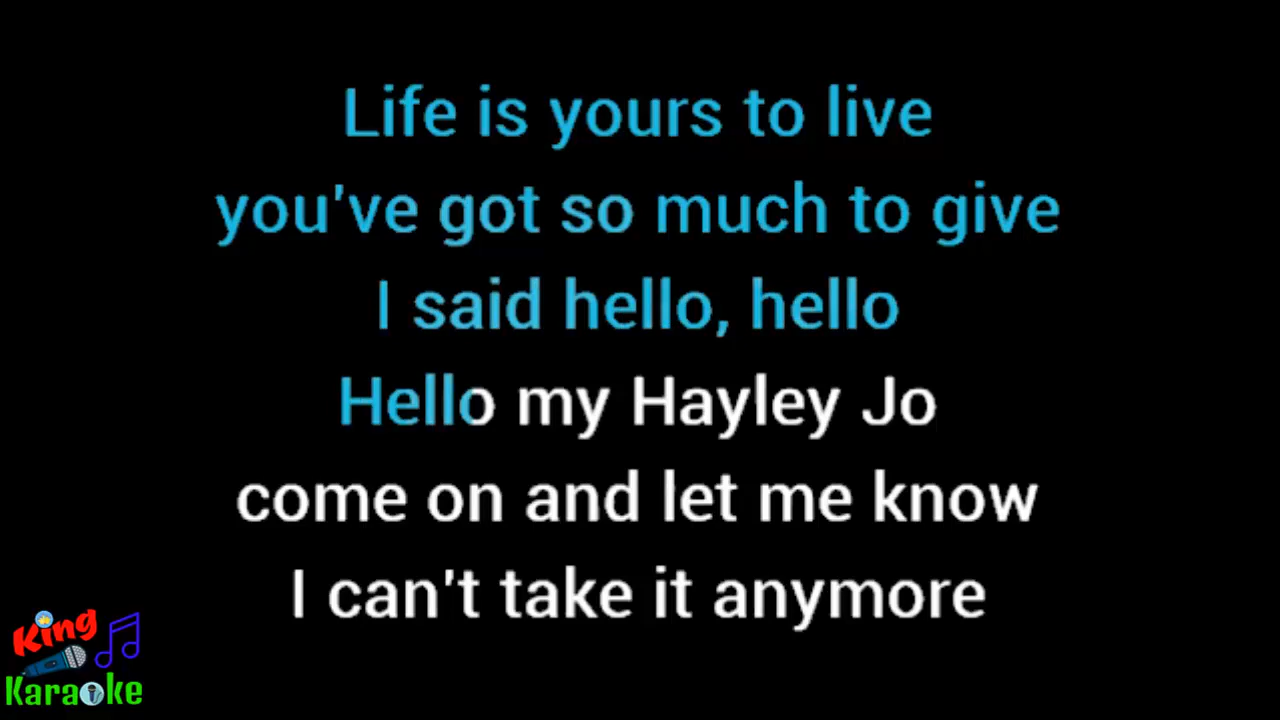 Life is yours to live
you've got so much to give
I said hello, hello
Hello my Hayley Jo
come on and let me know
I can't take it anymore
King
Karaoke